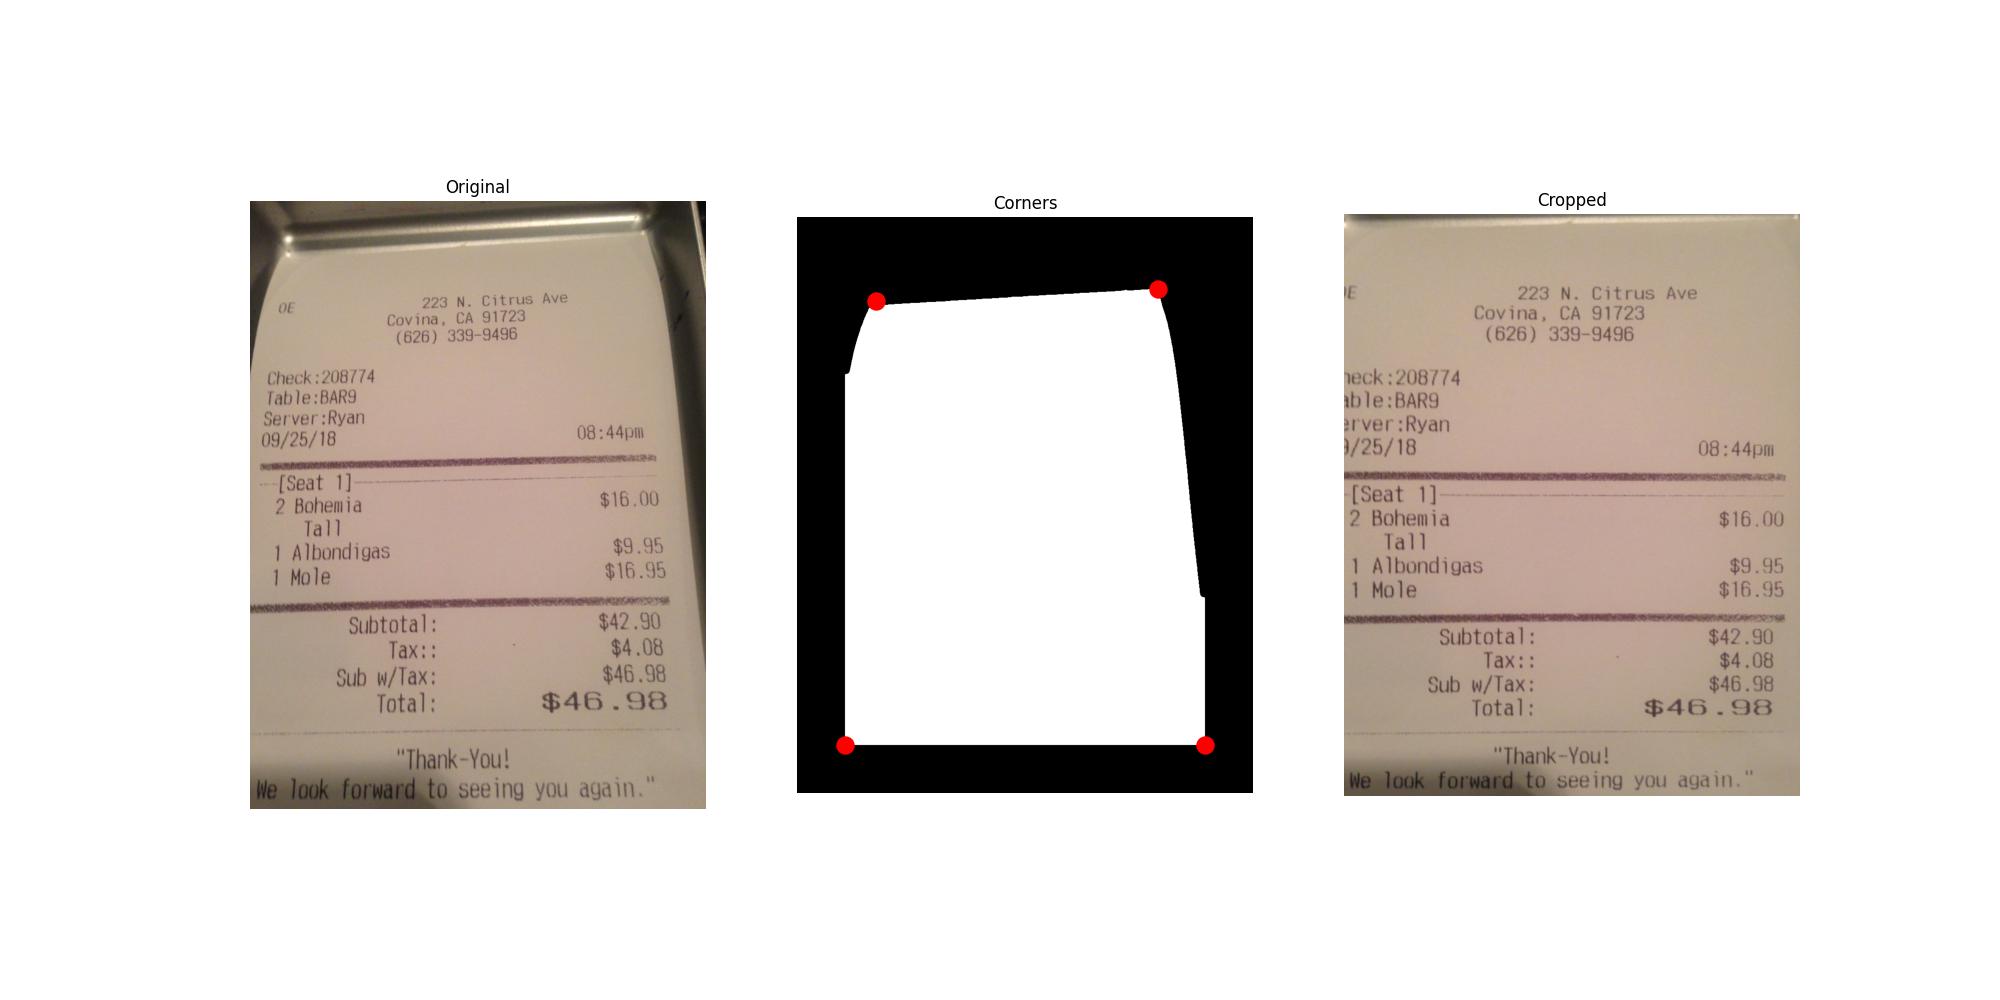 Original
OE 223 N. Citrus Ave
Covina, CA 91723
(626) 339-9496
Check:208774
Table:BAR9
Server:Ryan
09/25/18 08:44pm
[Seat 1]
2 Bohemia $16.00
Tall
1 Albondigas $9.95
1 Mole $16.95
Subtotal: $42.90
Tax:: $4.08
Sub w/Tax: $46.98
Total: $46.98
"Thank-You!
We look forward to seeing you again."
Corners
Cropped
E 223 N. Citrus Ave
Covina, CA 91723
(626) 339-9496
heck:208774
able:BAR9
erver:Ryan
9/25/18 08:44pm
[Seat 1]
2 Bohemia $16.00
Tall
1 Albondigas $9.95
1 Mole $16.95
Subtotal: $42.90
Tax:: $4.08
Sub w/Tax: $46.98
Total: $46.98
"Thank-You!
We look forward to seeing you again."